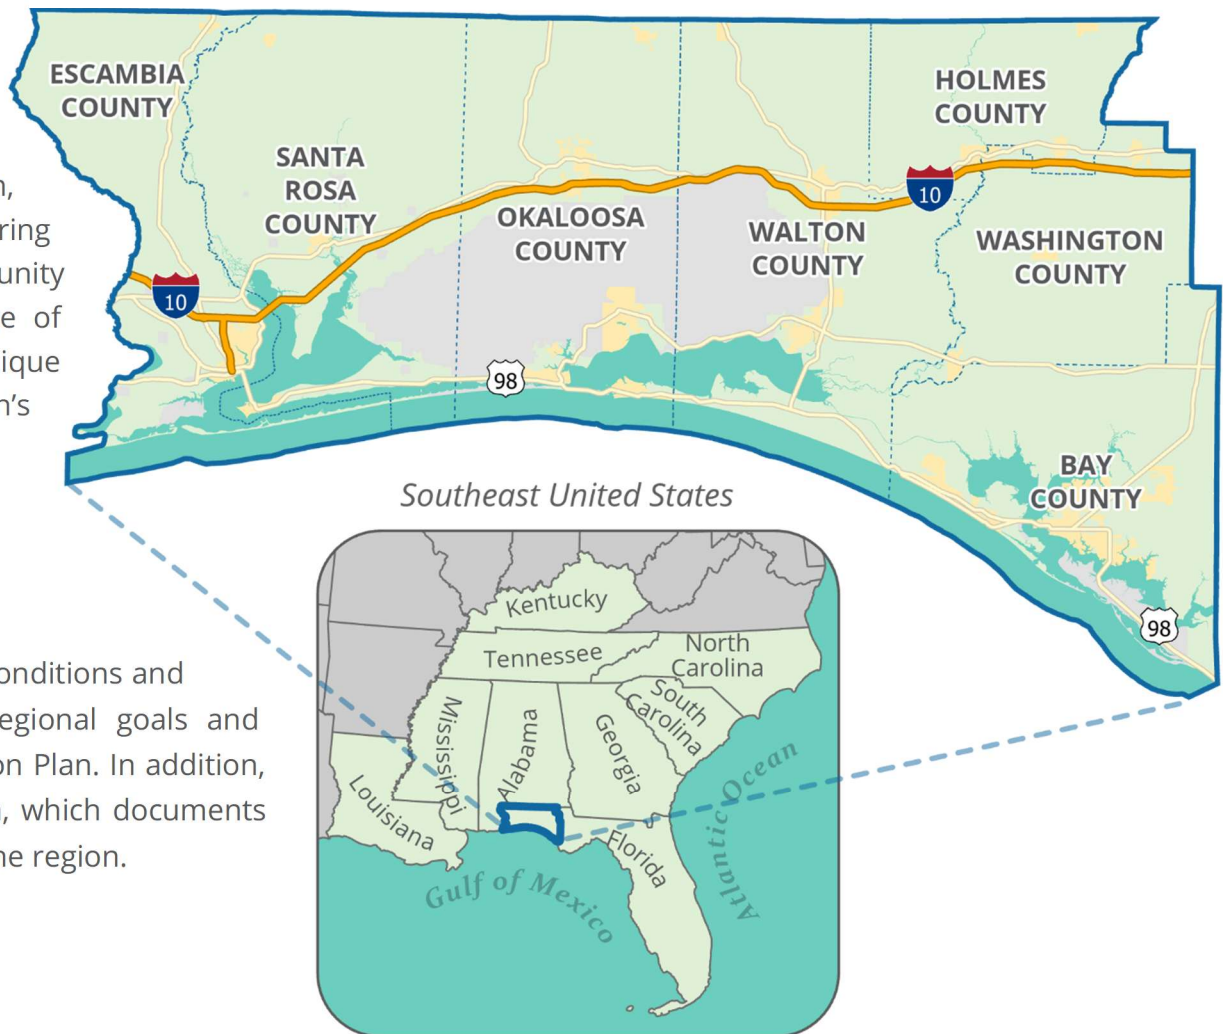 ESCAMBIA
COUNTY
HOLMES
COUNTY
SANTA
ROSA
COUNTY
10
OKALOOSA
COUNTY
WALTON
COUNTY
WASHINGTON
COUNTY
10
98
BAY
COUNTY
98
n,
ring
unity
e of
ique
n's
Southeast United States
Kentucky
Tennessee
North
Carolina
South
Carolina
Mississippi
Alabama
Georgia
Louisiana
Florida
Gulf of Mexico
Atlantic Ocean
onditions and
egional goals and
on Plan. In addition,
, which documents
ne region.